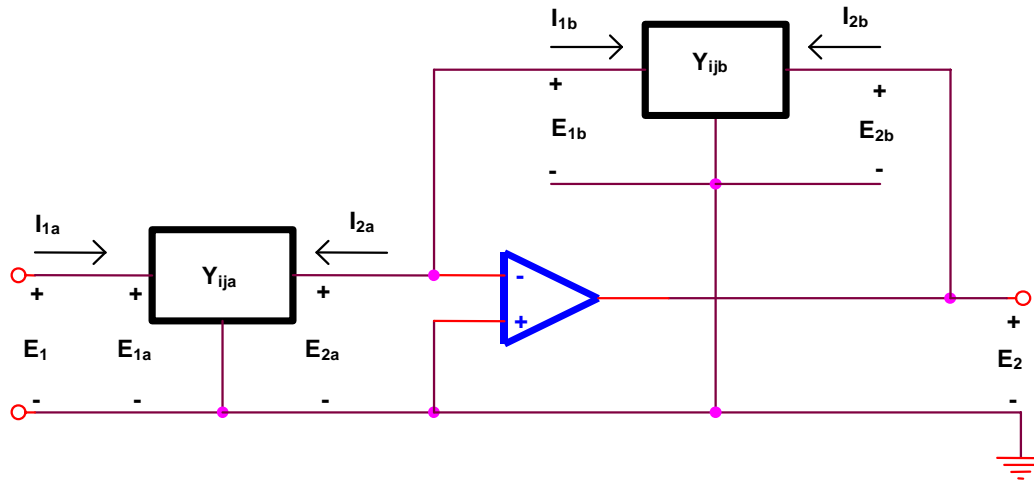 I1b I2b
Yijb
+ +
E1b E2b
- -
I1a I2a
Yija
-
+
+ + + +
E1 E1a E2a E2
- - - -